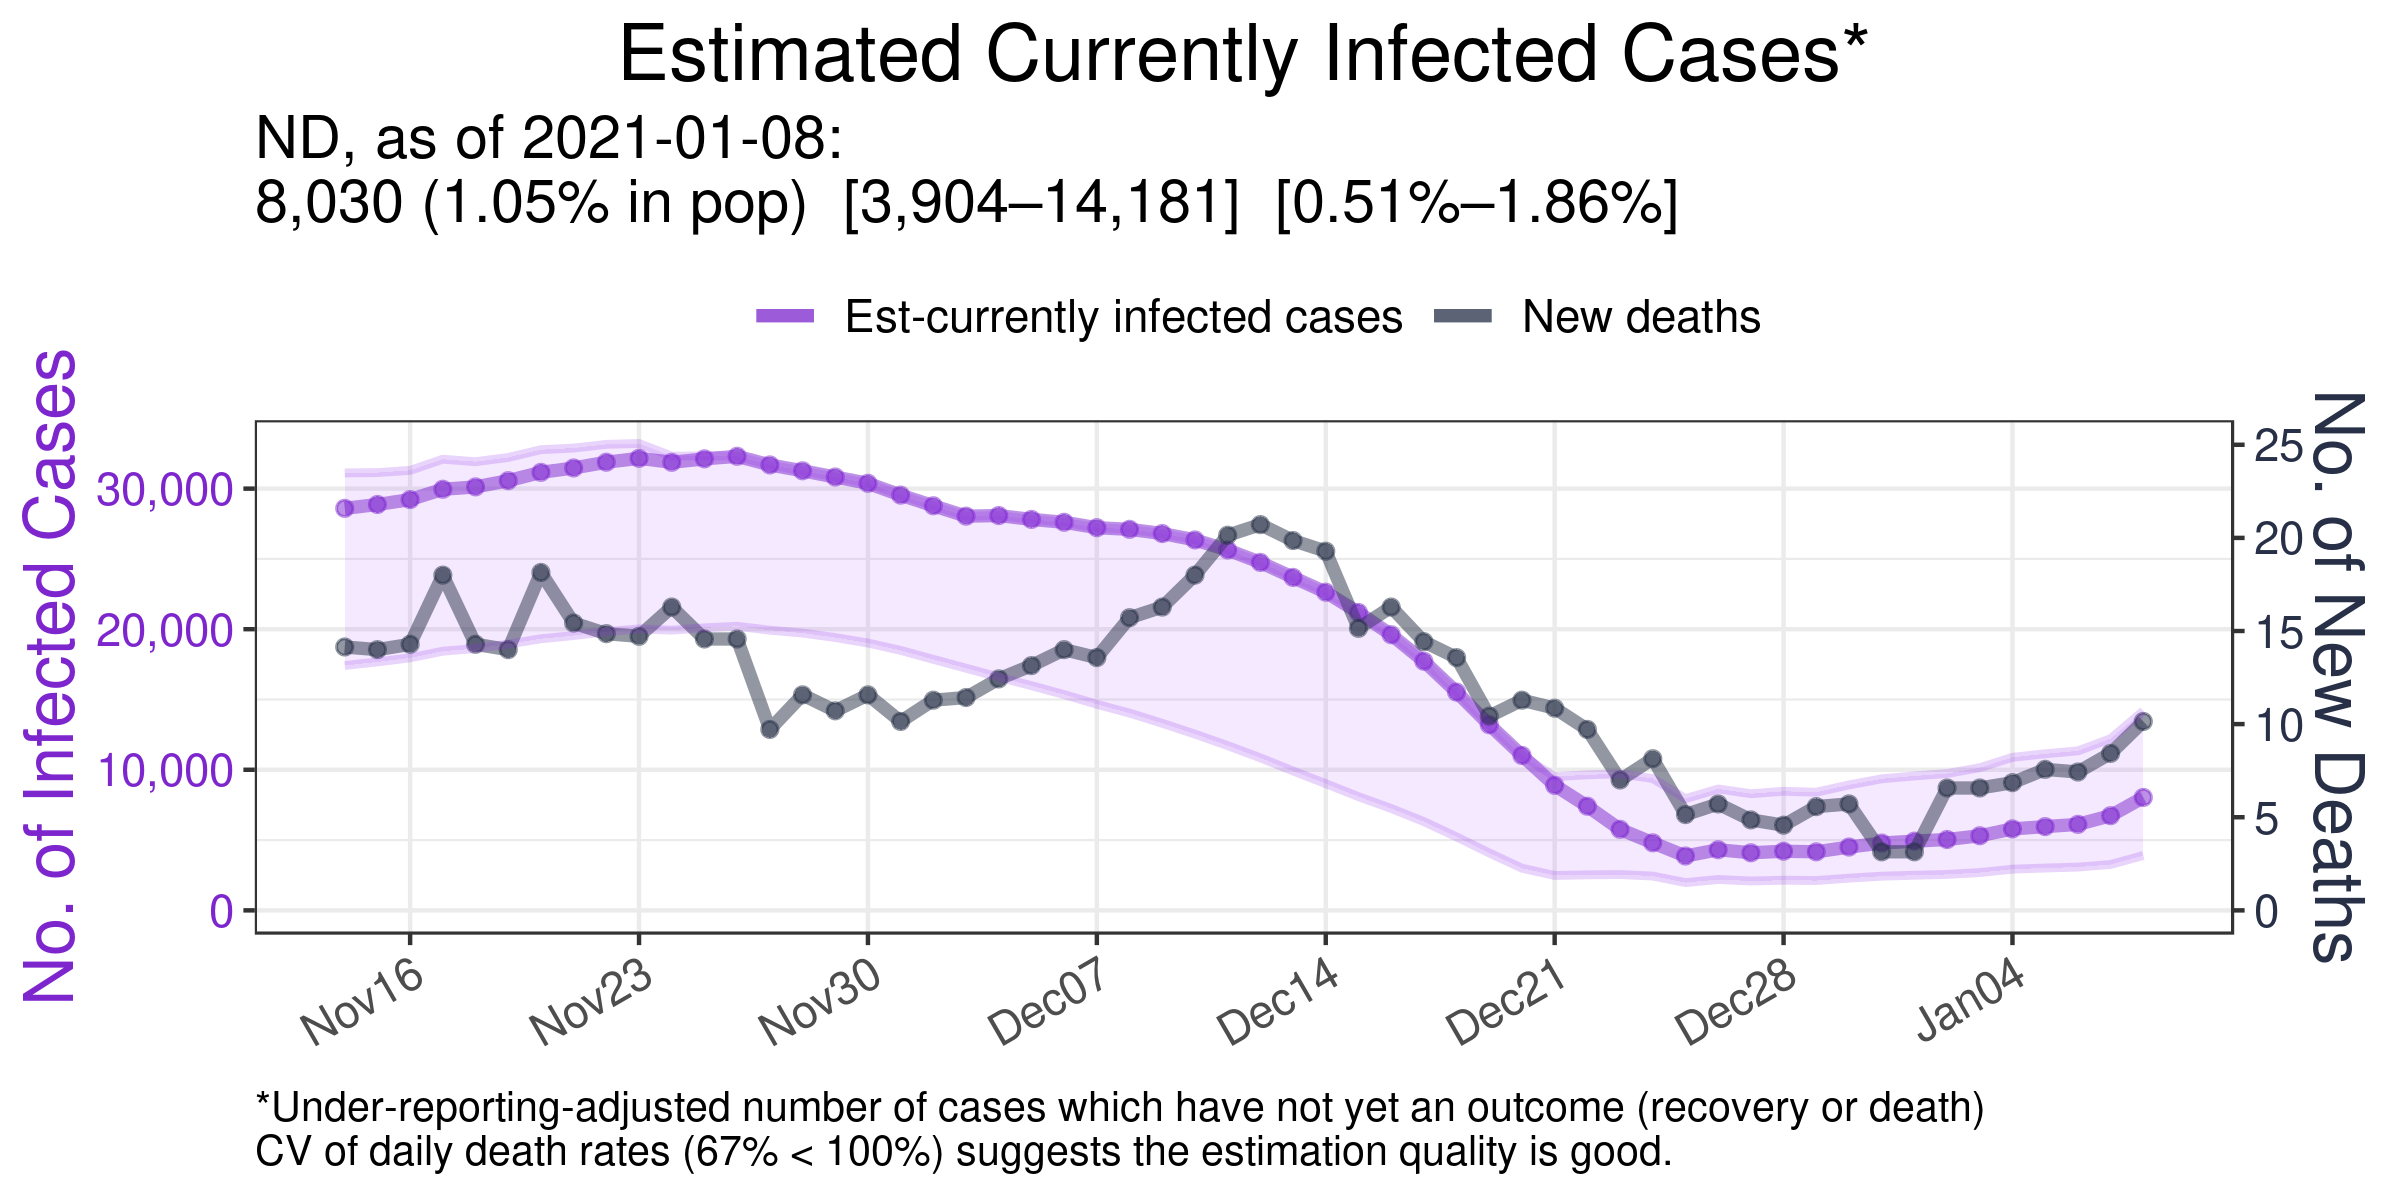 Estimated Currently Infected Cases*
ND, as of 2021-01-08:
8,030 (1.05% in pop)  [3,904–14,181]  [0.51%–1.86%]
Est-currently infected cases
New deaths
No. of Infected Cases
30,000
20,000
10,000
0
25
20
15
10
5
0
No. of New Deaths
Nov16
Nov23
Nov30
Dec07
Dec14
Dec21
Dec28
Jan04
*Under-reporting-adjusted number of cases which have not yet an outcome (recovery or death)
CV of daily death rates (67% < 100%) suggests the estimation quality is good.